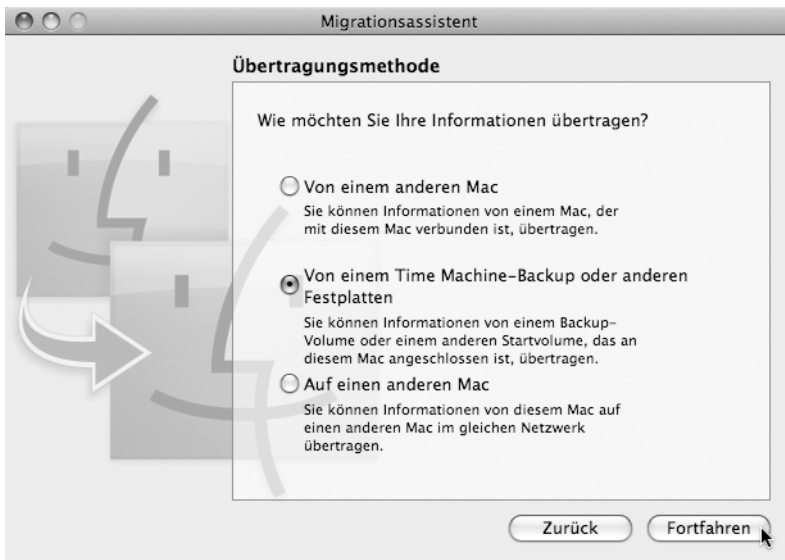 Migrationsassistent
Übertragungsmethode
Wie möchten Sie Ihre Informationen übertragen?
Von einem anderen Mac
Sie können Informationen von einem Mac, der
mit diesem Mac verbunden ist, übertragen.
Von einem Time Machine-Backup oder anderen
Festplatten
Sie können Informationen von einem Backup-
Volume oder einem anderen Startvolume, das an
diesem Mac angeschlossen ist, übertragen.
Auf einen anderen Mac
Sie können Informationen von diesem Mac auf
einen anderen Mac im gleichen Netzwerk
übertragen.
Zurück
Fortfahren